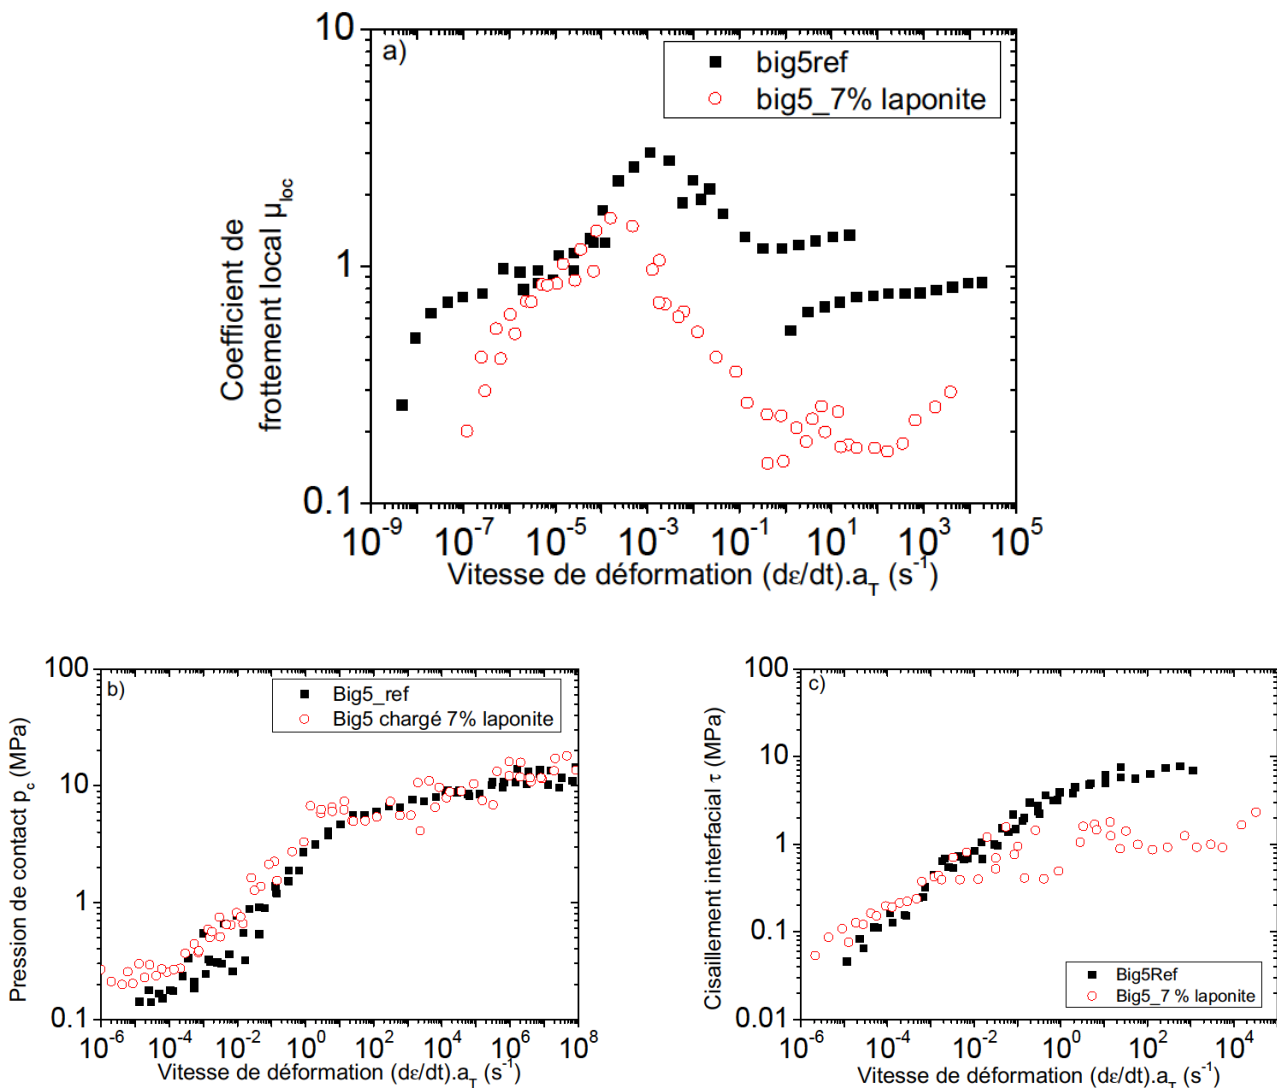 a)
big5ref
big5_7% laponite
10
1
0.1
Coefficient de
frottement local μloc
10⁻⁹ 10⁻⁷ 10⁻⁵ 10⁻³ 10⁻¹ 10¹ 10³ 10⁵
Vitesse de déformation (dε/dt).aT (s⁻¹)
b)
Big5_ref
Big5 chargé 7% laponite
100
10
1
0.1
Pression de contact pc (MPa)
10⁻⁶ 10⁻⁴ 10⁻² 10⁰ 10² 10⁴ 10⁶ 10⁸
Vitesse de déformation (dε/dt).aT (s⁻¹)
c)
100
10
1
0.1
0.01
Cisaillement interfacial τ (MPa)
Big5Ref
Big5_7 % laponite
10⁻⁶ 10⁻⁴ 10⁻² 10⁰ 10² 10⁴
Vitesse de déformation (dε/dt).aT (s⁻¹)